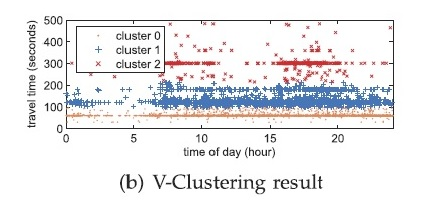 500
400
300
200
100
0
travel time (seconds)
cluster 0
cluster 1
cluster 2
0 5 10 15 20
time of day (hour)
(b) V-Clustering result